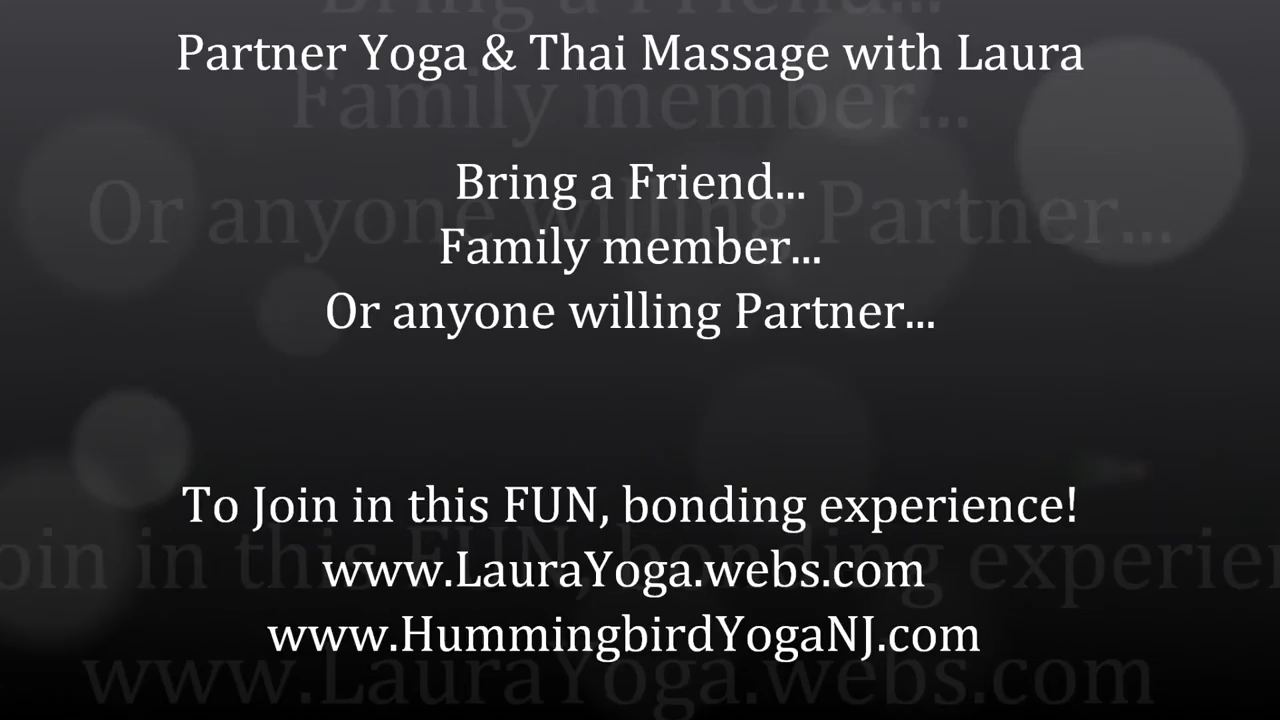 Partner Yoga & Thai Massage with Laura
Bring a Friend...
Family member...
Or anyone willing Partner...
To Join in this FUN, bonding experience!
www.LauraYoga.webs.com
www.HummingbirdYogaNJ.com